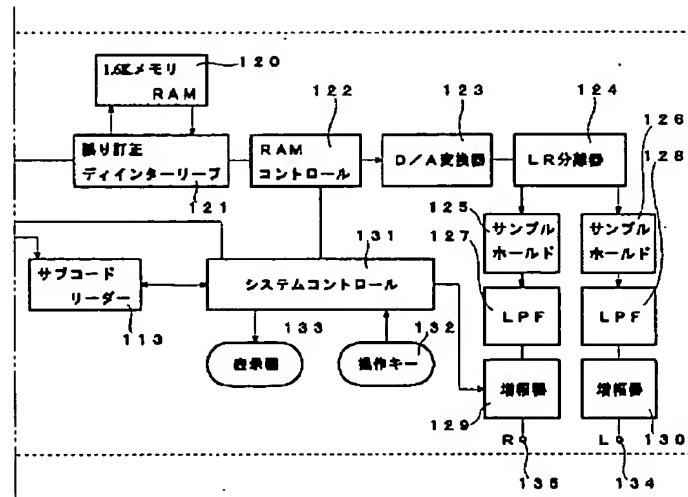 1.6Kメモリ
RAM
120
誤り訂正
ディインターリーブ
121
RAM
コントロール
122
D/A変換器
123
LR分離器
124
サンプル
ホールド
125
サンプル
ホールド
126
LPF
127
LPF
128
増幅器
129
増幅器
130
R
135
L
134
サブコード
リーダー
113
システムコントロール
131
表示器
133
操作キー
132